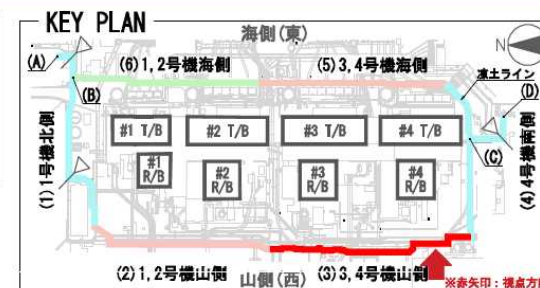 KEY PLAN
海側(東)
N
(A)
(6)1,2号機海側
(5)3,4号機海側
凍土ライン
(B)
(D)
#1 T/B
#2 T/B
#3 T/B
#4 T/B
(1)1号機北側
#1
R/B
#2
R/B
#3
R/B
#4
R/B
(C)
(4)4号機南側
(2)1,2号機山側
山側(西)
(3)3,4号機山側
※赤矢印:視点方向